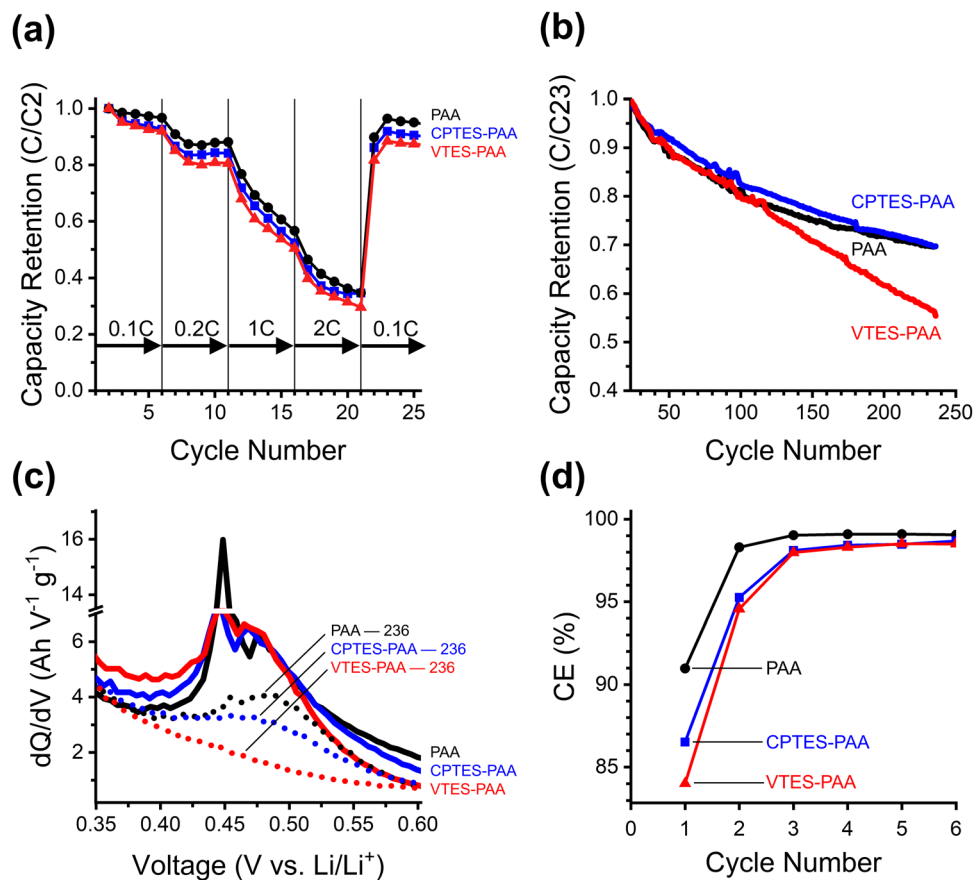 (a)
Capacity Retention (C/C2)
1.0
0.8
0.6
0.4
0.2
0.0
PAA
CPTES-PAA
VTES-PAA
0.1C 0.2C 1C 2C 0.1C
5 10 15 20 25
Cycle Number
(b)
Capacity Retention (C/C23)
1.0
0.9
0.8
0.7
0.6
0.5
0.4
CPTES-PAA
PAA
VTES-PAA
50 100 150 200 250
Cycle Number
(c)
dQ/dV (Ah V⁻¹ g⁻¹)
16
14
6
4
2
PAA — 236
CPTES-PAA — 236
VTES-PAA — 236
PAA
CPTES-PAA
VTES-PAA
0.35 0.40 0.45 0.50 0.55 0.60
Voltage (V vs. Li/Li⁺)
(d)
CE (%)
100
95
90
85
PAA
CPTES-PAA
VTES-PAA
0 1 2 3 4 5 6
Cycle Number